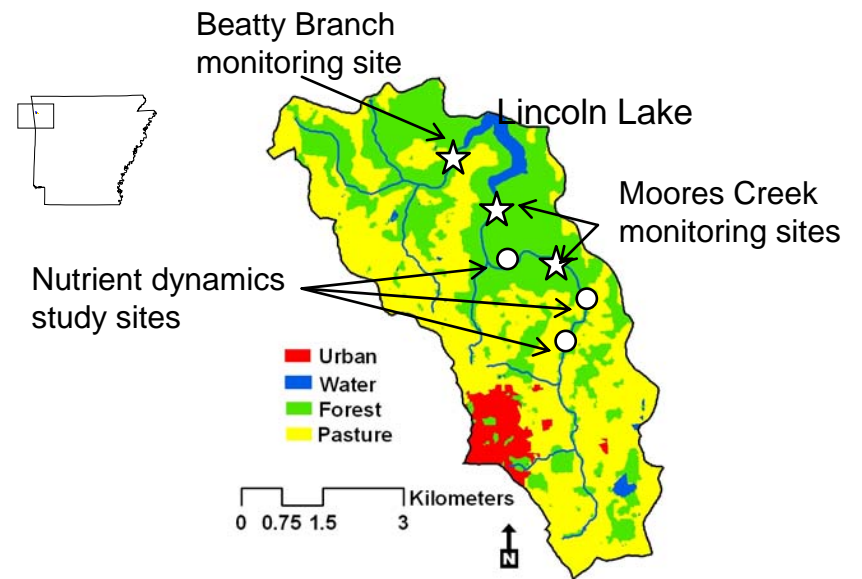 Beatty Branch
monitoring site
Lincoln Lake
Moores Creek
monitoring sites
Nutrient dynamics
study sites
Urban
Water
Forest
Pasture
Kilometers
0 0.75 1.5 3
N